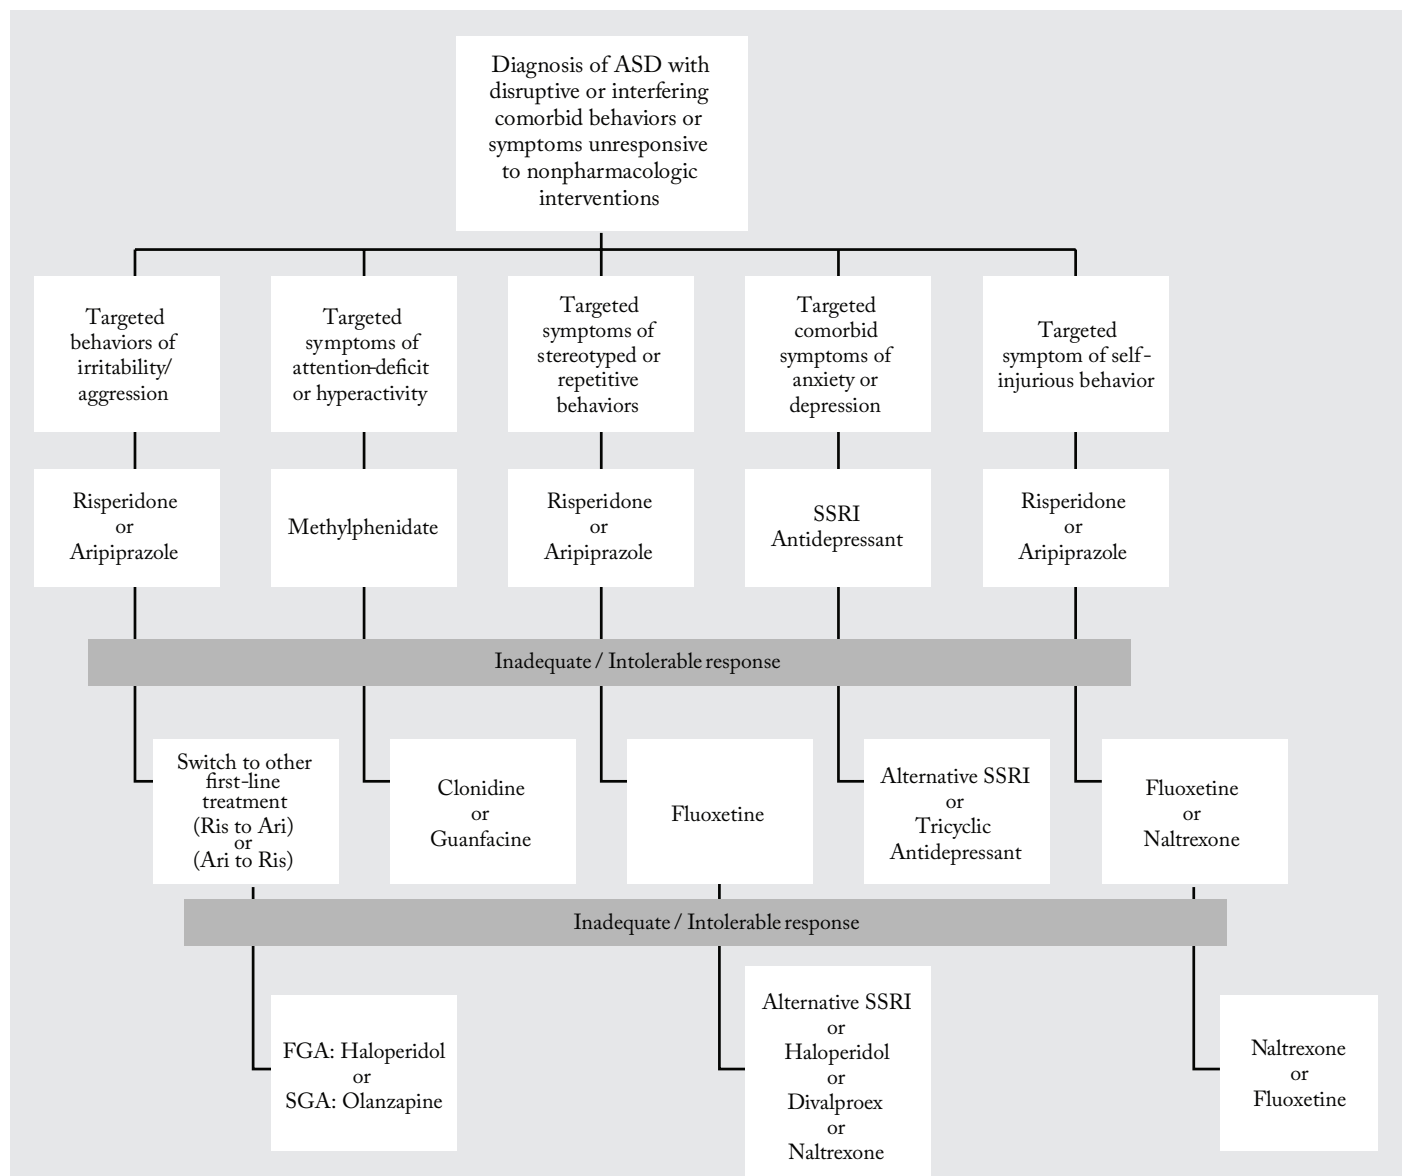 Diagnosis of ASD with
disruptive or interfering
comorbid behaviors or
symptoms unresponsive
to nonpharmacologic
interventions
Targeted
behaviors of
irritability/
aggression
Targeted
symptoms of
attention-deficit
or hyperactivity
Targeted
symptoms of
stereotyped or
repetitive
behaviors
Targeted
comorbid
symptoms of
anxiety or
depression
Targeted
symptom of self-
injurious behavior
Risperidone
or
Aripiprazole
Methylphenidate
Risperidone
or
Aripiprazole
SSRI
Antidepressant
Risperidone
or
Aripiprazole
Inadequate / Intolerable response
Switch to other
first-line
treatment
(Ris to Ari)
or
(Ari to Ris)
Clonidine
or
Guanfacine
Fluoxetine
Alternative SSRI
or
Tricyclic
Antidepressant
Fluoxetine
or
Naltrexone
Inadequate / Intolerable response
FGA: Haloperidol
or
SGA: Olanzapine
Alternative SSRI
or
Haloperidol
or
Divalproex
or
Naltrexone
Naltrexone
or
Fluoxetine